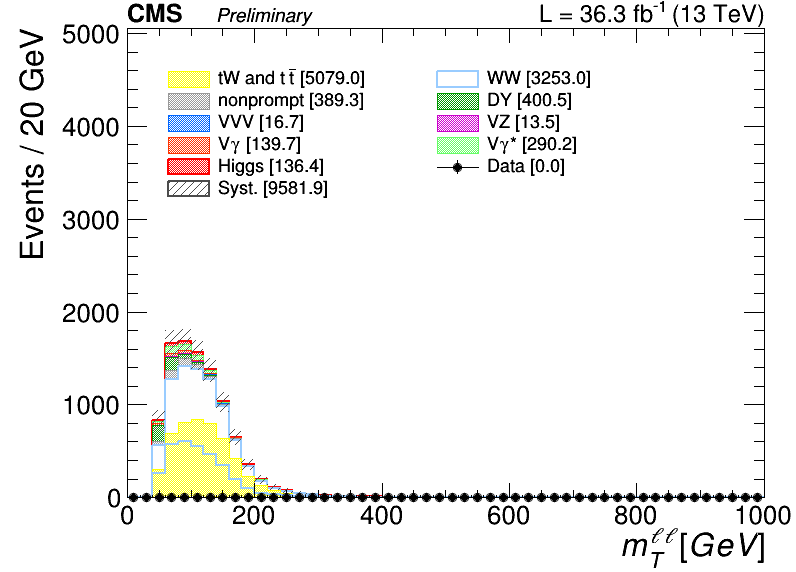 CMS Preliminary L = 36.3 fb⁻¹ (13 TeV)
Events / 20 GeV
5000
4000
3000
2000
1000
0
tW and t t̄ [5079.0]
nonprompt [389.3]
VVV [16.7]
Vγ [139.7]
Higgs [136.4]
Syst. [9581.9]
WW [3253.0]
DY [400.5]
VZ [13.5]
Vγ* [290.2]
Data [0.0]
0 200 400 600 800 1000
m_T^ℓℓ [GeV]